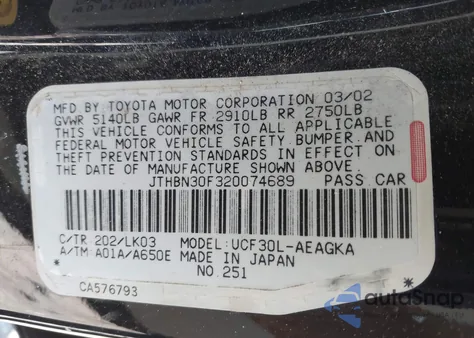 MFD BY TOYOTA MOTOR CORPORATION 03/02
GVWR 5140LB GAWR FR 2910LB RR 2750LB
THIS VEHICLE CONFORMS TO ALL APPLICABLE
FEDERAL MOTOR VEHICLE SAFETY, BUMPER, AND
THEFT PREVENTION STANDARDS IN EFFECT ON
THE DATE OF MANUFACTURE SHOWN ABOVE.
JTHBN30F320074689 PASS. CAR
C/TR 202/LK03 MODEL:UCF30L-AEAGKA
A/TM A01A/A650E MADE IN JAPAN
NO.251
CA576793
autoSnap